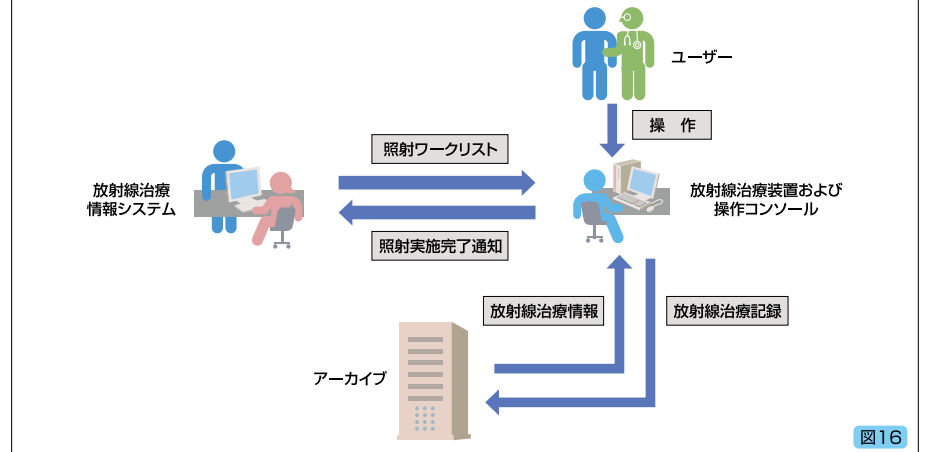 ユーザー
操　作
照射ワークリスト
放射線治療
情報システム
放射線治療装置および
操作コンソール
照射実施完了通知
放射線治療情報
放射線治療記録
アーカイブ
図16